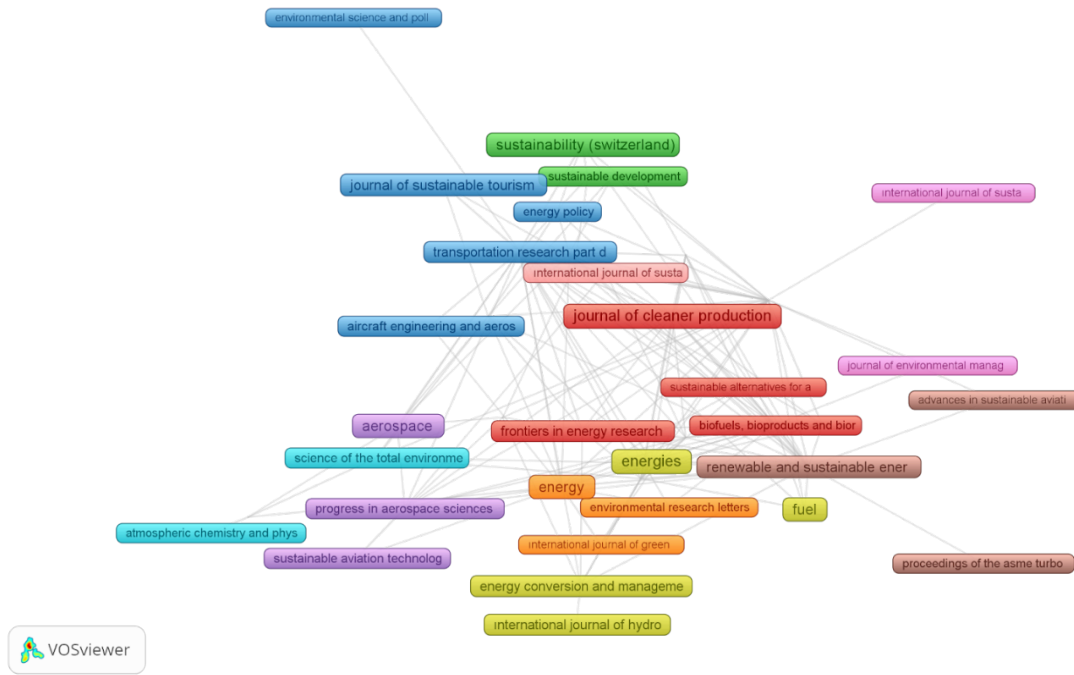 environmental science and poll
sustainability (switzerland)
sustainable development
journal of sustainable tourism
international journal of susta
energy policy
transportation research part d
international journal of susta
journal of cleaner production
aircraft engineering and aeros
journal of environmental manag
sustainable alternatives for a
advances in sustainable aviati
aerospace
biofuels, bioproducts and bior
frontiers in energy research
science of the total environme
energies
renewable and sustainable ener
energy
progress in aerospace sciences
environmental research letters
fuel
atmospheric chemistry and phys
international journal of green
sustainable aviation technolog
proceedings of the asme turbo
energy conversion and manageme
international journal of hydro
VOSviewer